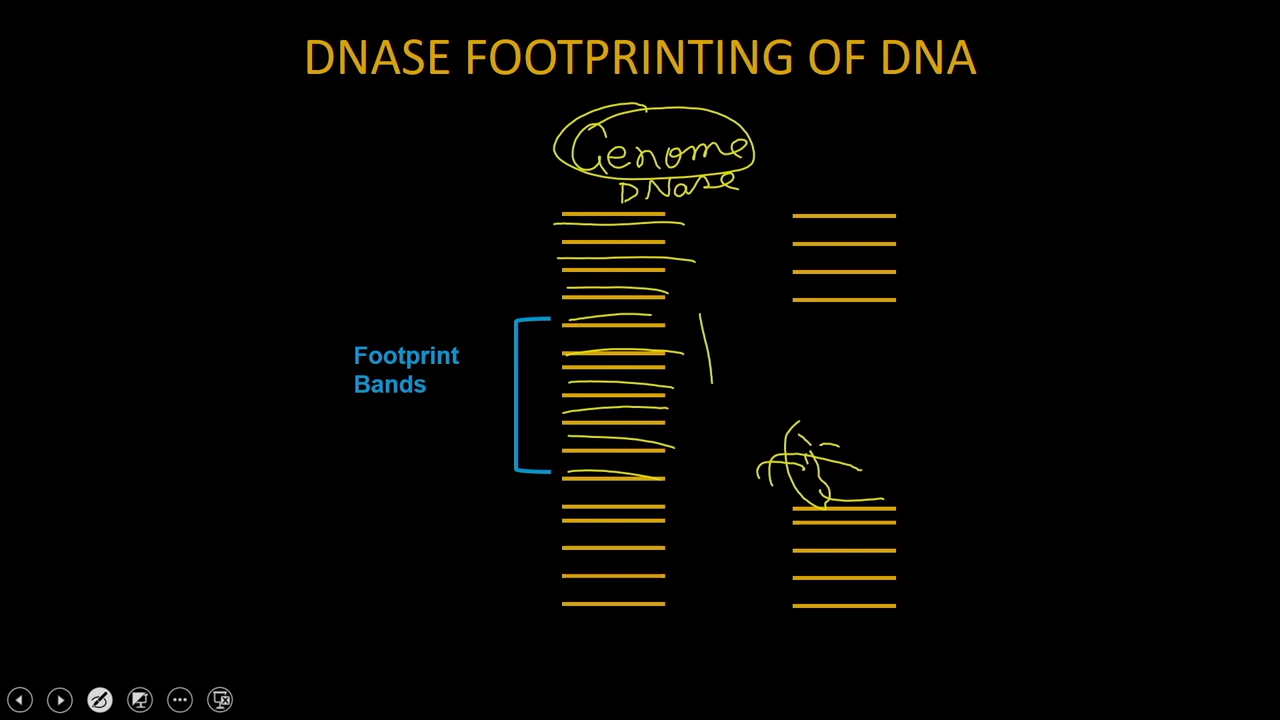 DNASE FOOTPRINTING OF DNA
Genome
DNase
Footprint
Bands